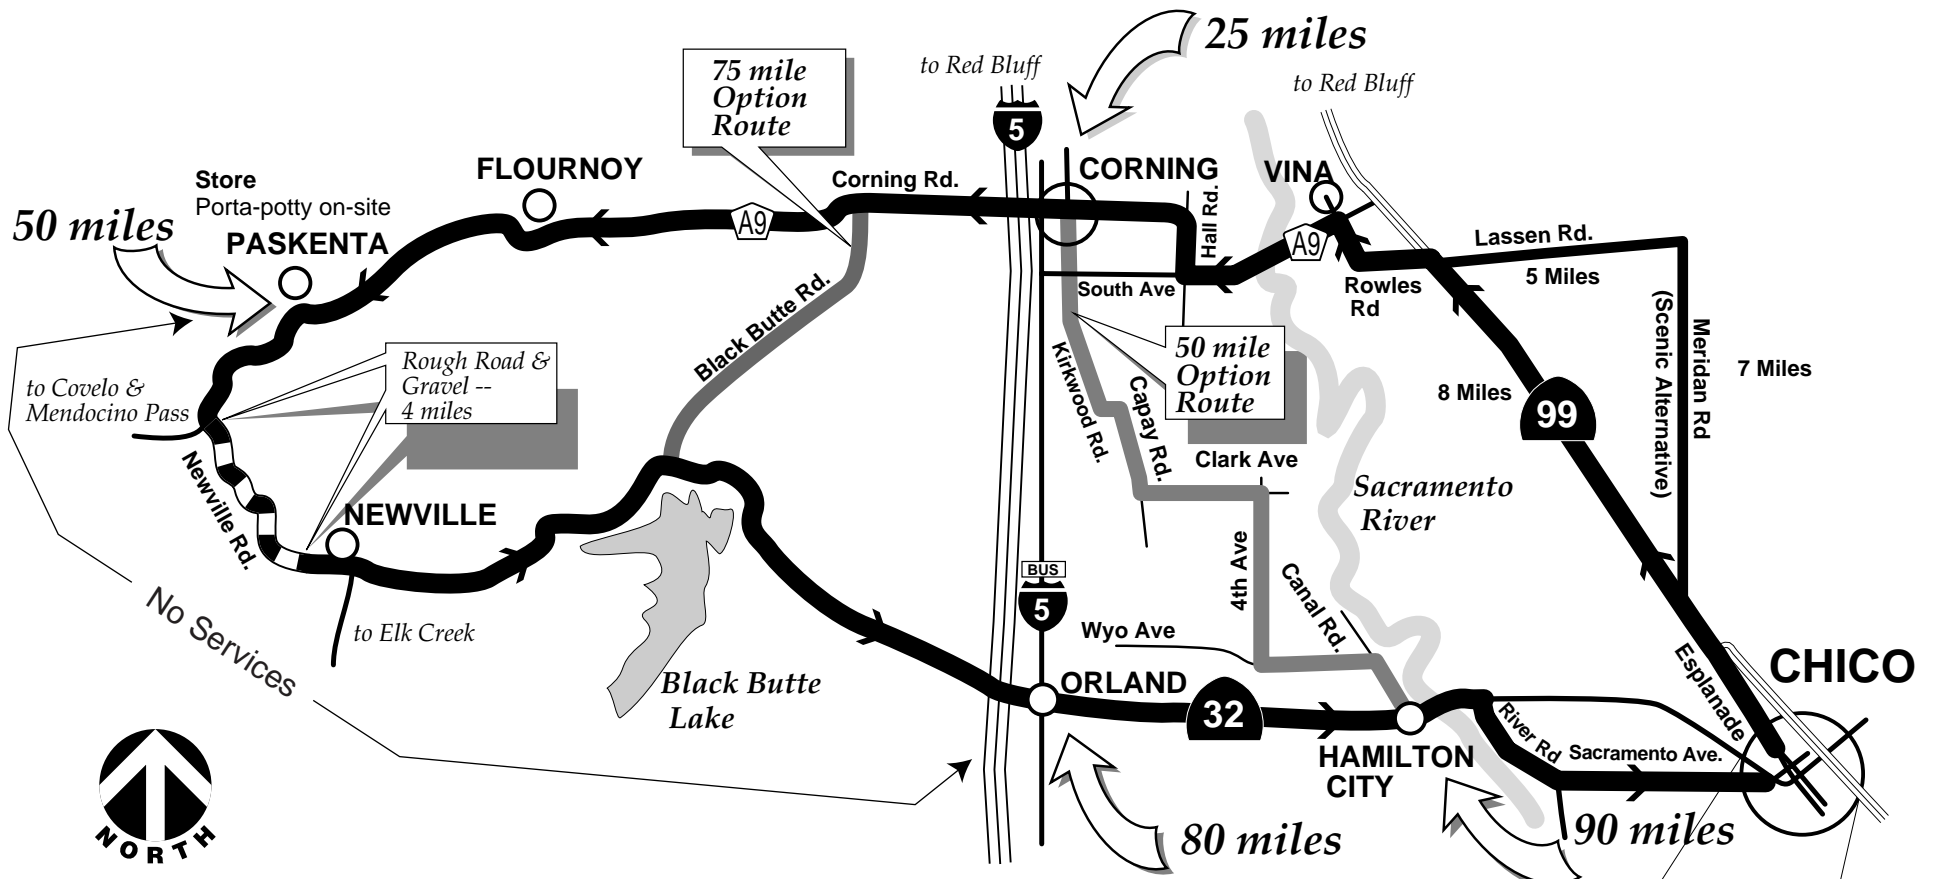 25 miles
to Red Bluff
to Red Bluff
75 mile
Option
Route
5
FLOURNOY
CORNING
VINA
Store
Porta-potty on-site
Corning Rd.
50 miles
PASKENTA
A9
Hall Rd.
A9
Lassen Rd.
5 Miles
South Ave
Rowles
Rd
Black Butte Rd.
(Scenic Alternative)
Meridan Rd
7 Miles
Rough Road &
Gravel --
4 miles
50 mile
Option
Route
Kirkwood Rd.
Capay Rd.
to Covelo &
Mendocino Pass
8 Miles
99
Clark Ave
Newville Rd.
NEWVILLE
Sacramento
River
BUS
5
4th Ave
Canal Rd.
No Services
to Elk Creek
Wyo Ave
Black Butte
Lake
ORLAND
32
Esplanade
CHICO
River Rd
Sacramento Ave.
HAMILTON
CITY
NORTH
80 miles
90 miles